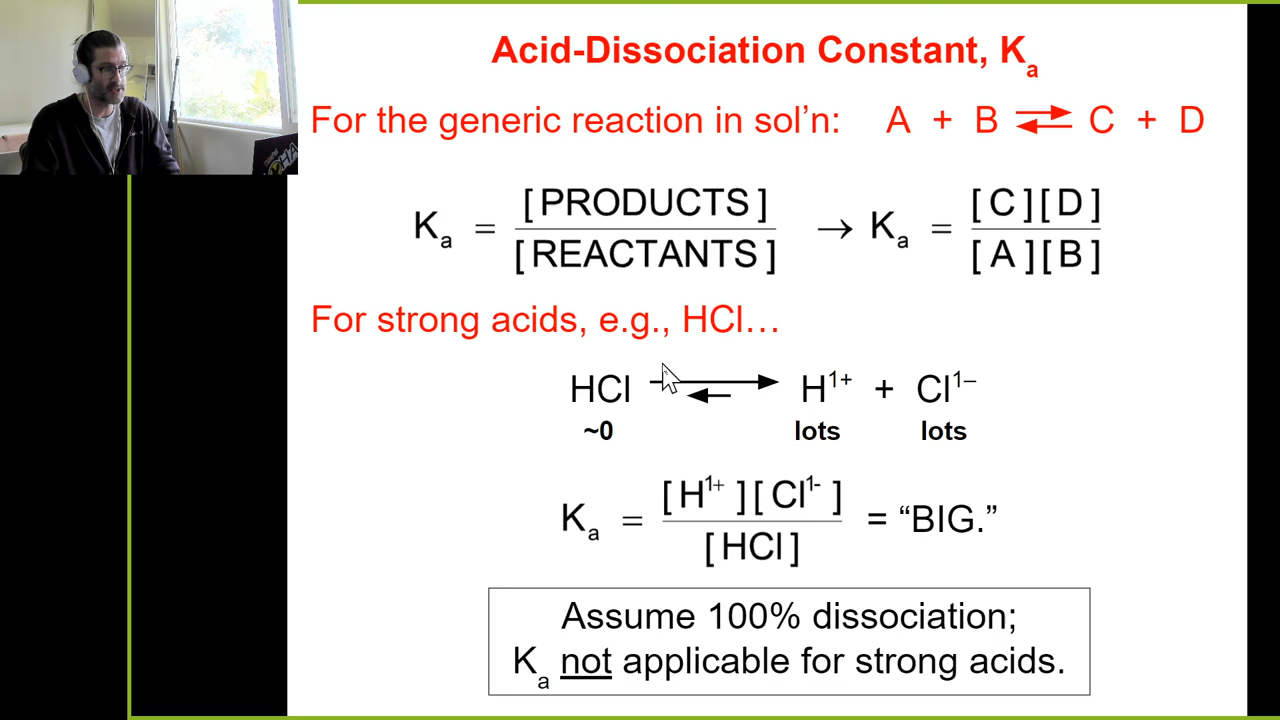 Acid-Dissociation Constant, Kₐ
For the generic reaction in sol’n: A + B ⇌ C + D
Kₐ = [PRODUCTS] / [REACTANTS] → Kₐ = [C][D] / [A][B]
For strong acids, e.g., HCl…
HCl ⇌ H¹⁺ + Cl¹⁻
~0 lots lots
Kₐ = [H¹⁺][Cl¹⁻] / [HCl] = “BIG.”
Assume 100% dissociation;
Kₐ not applicable for strong acids.